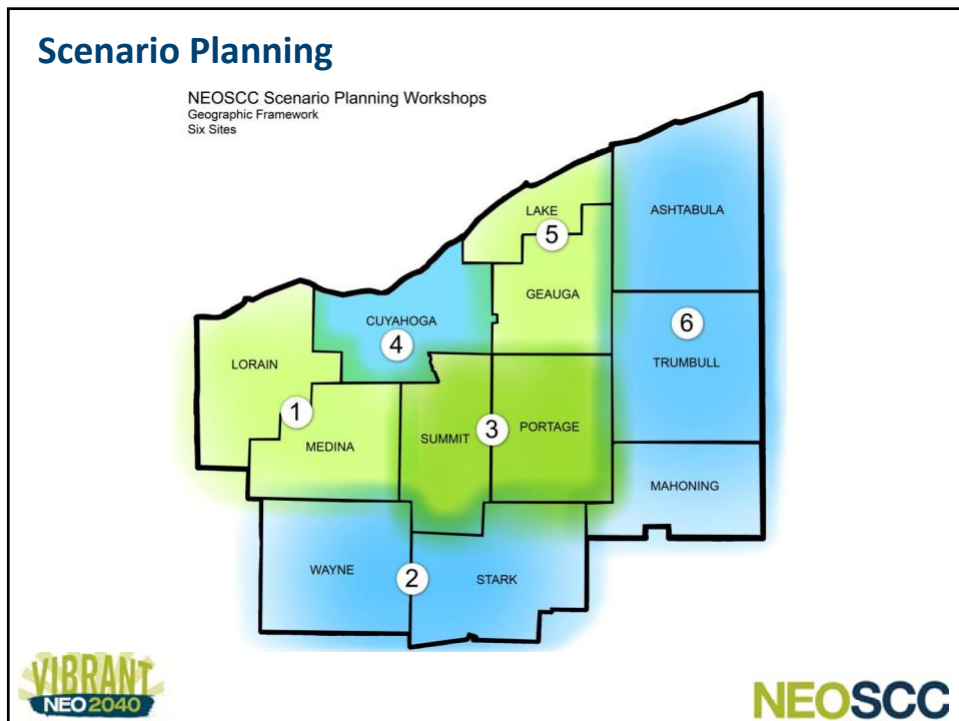 Scenario Planning
NEOSCC Scenario Planning Workshops
Geographic Framework
Six Sites
LAKE
ASHTABULA
5
GEAUGA
CUYAHOGA
6
4
LORAIN
TRUMBULL
1
3
PORTAGE
SUMMIT
MEDINA
MAHONING
WAYNE
2
STARK
VIBRANT
NEO 2040
NEOSCC